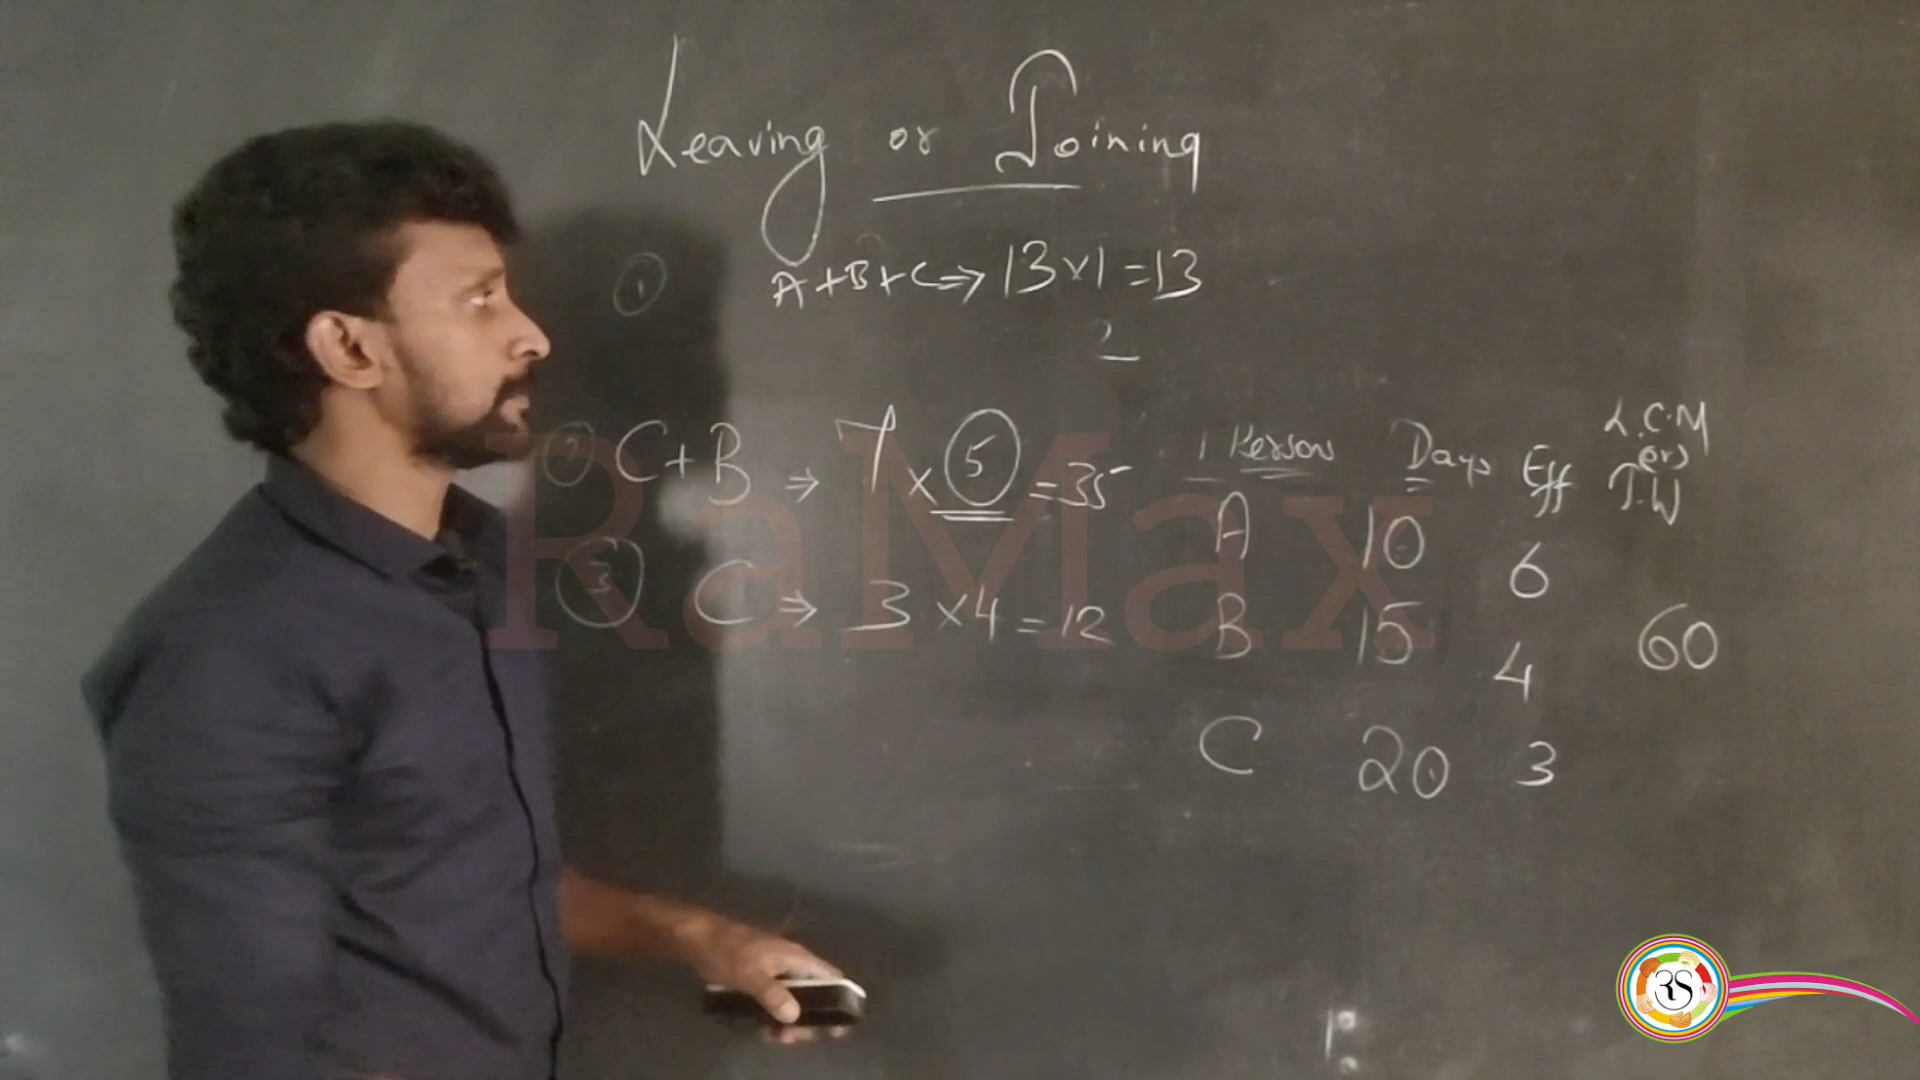 Leaving or Joining
① A+B+C ⇒ 13×1=13
2
② C+B ⇒ 7×5=35
③ C ⇒ 3×4=12
1 Person Days Eff L.C.M (or) T.W
A 10 6
B 15 4 60
C 20 3
RaMax
RS